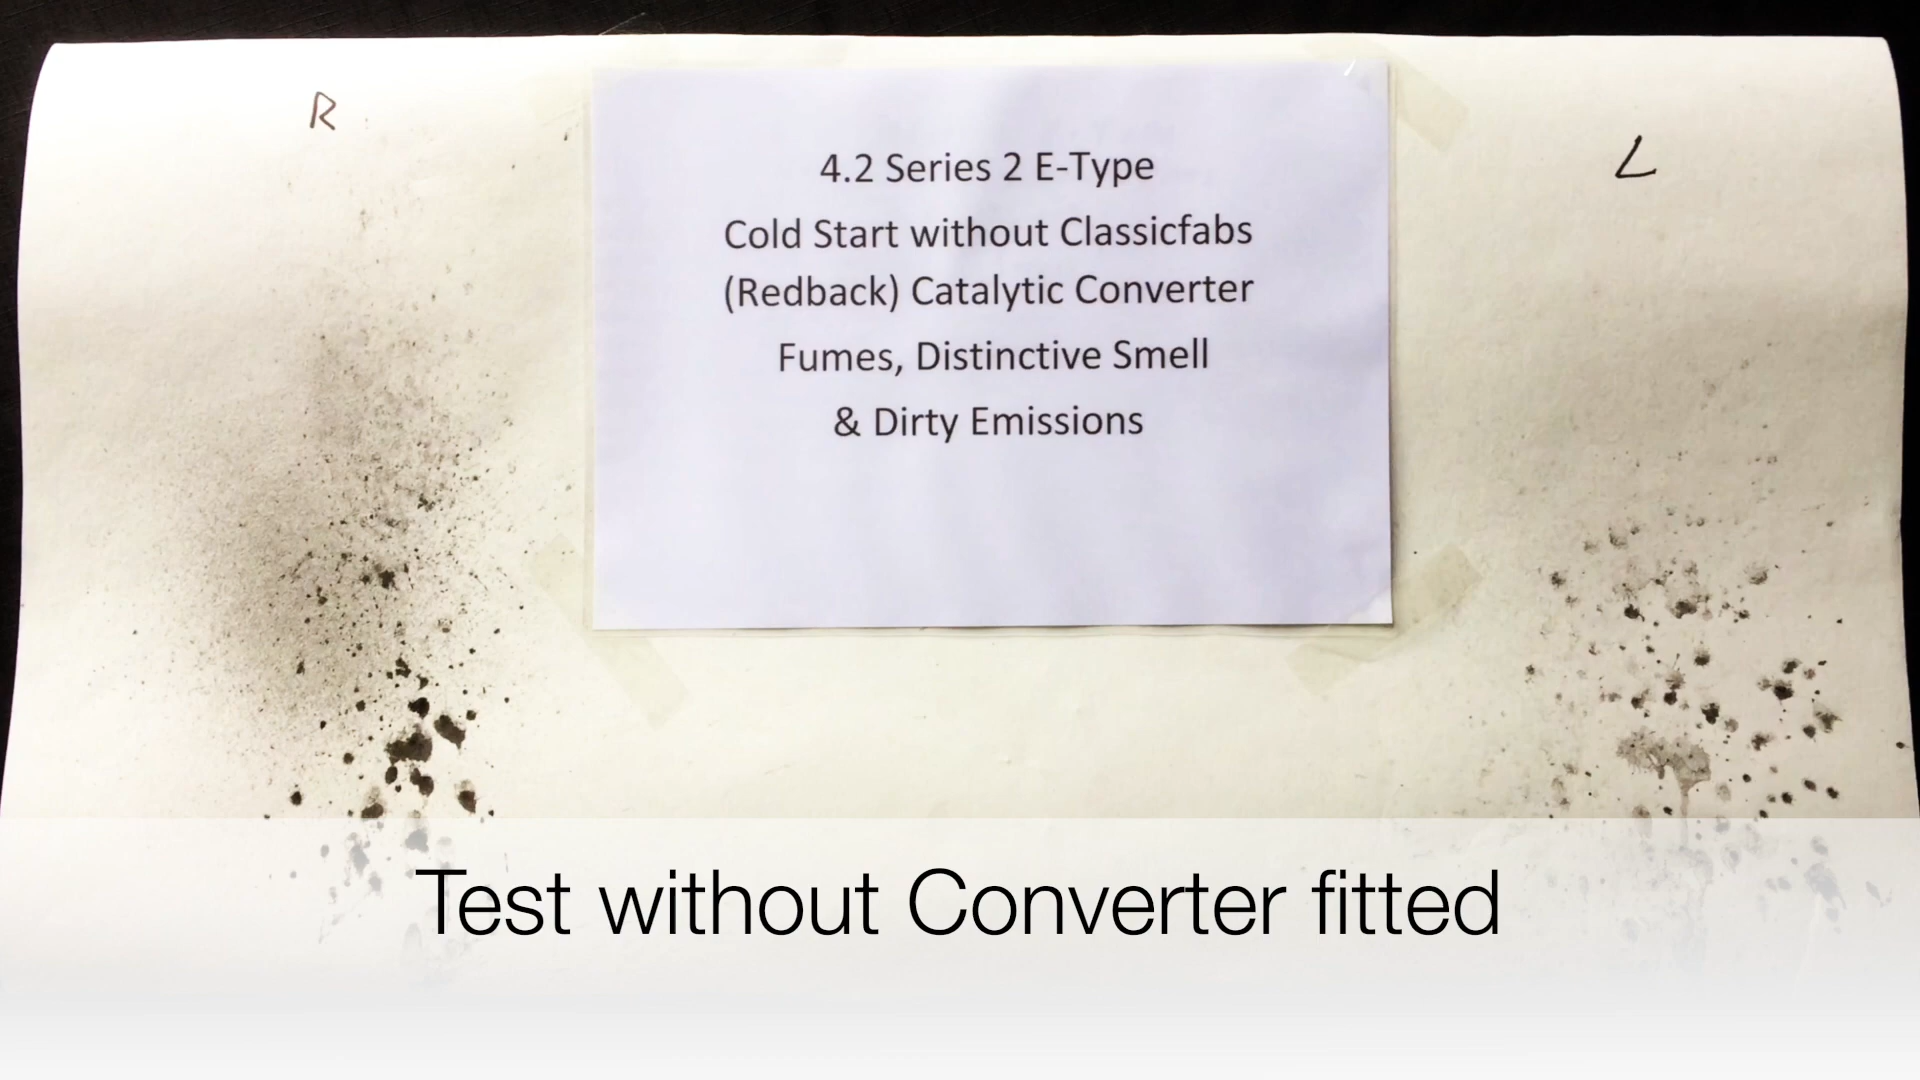 R
L
4.2 Series 2 E-Type
Cold Start without Classicfabs
(Redback) Catalytic Converter
Fumes, Distinctive Smell
& Dirty Emissions
Test without Converter fitted